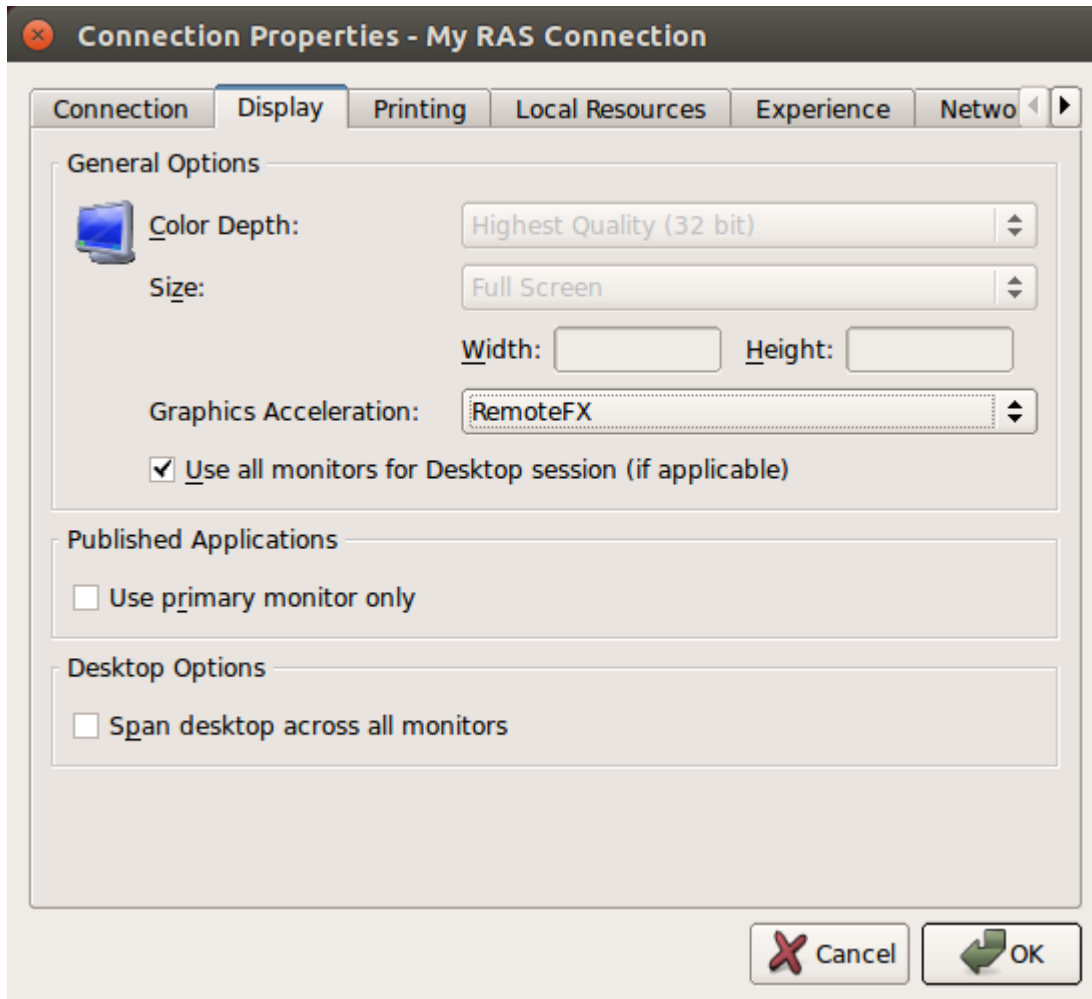 Connection Properties - My RAS Connection
Connection Display Printing Local Resources Experience Netwo
General Options
Color Depth: Highest Quality (32 bit)
Size: Full Screen
Width: Height:
Graphics Acceleration: RemoteFX
Use all monitors for Desktop session (if applicable)
Published Applications
Use primary monitor only
Desktop Options
Span desktop across all monitors
Cancel OK